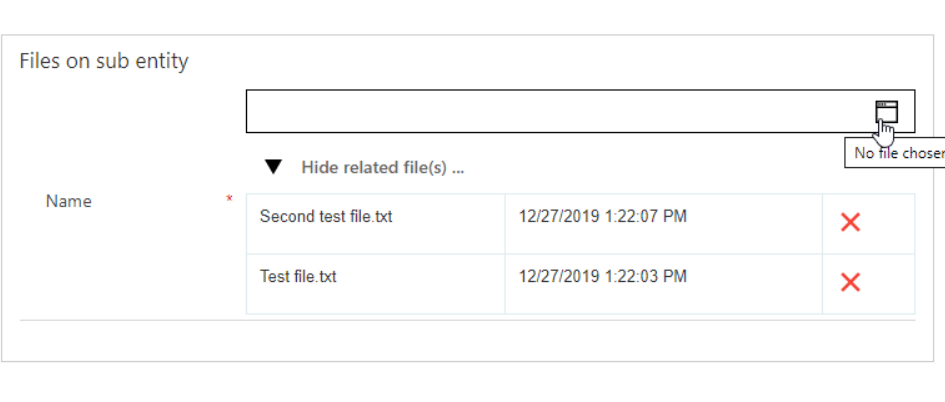 Files on sub entity
No file chosen
Hide related file(s) ...
Name *
Second test file.txt 12/27/2019 1:22:07 PM
Test file.txt 12/27/2019 1:22:03 PM